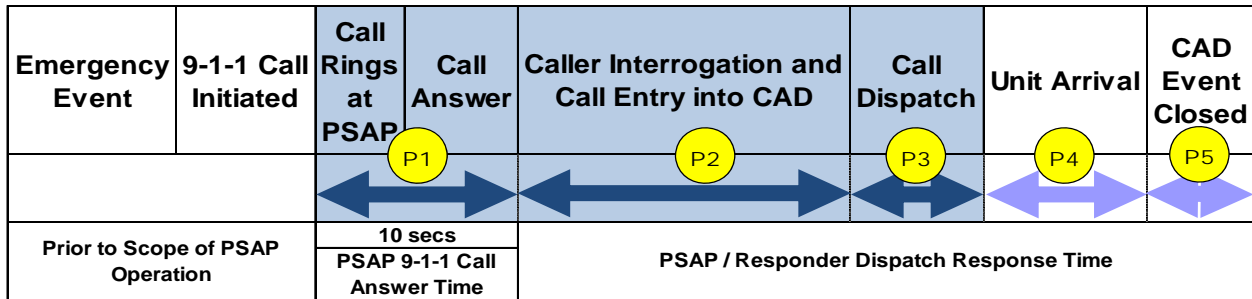 Emergency
Event
9-1-1 Call
Initiated
Call
Rings
at
PSAP
Call
Answer
Caller Interrogation and
Call Entry into CAD
Call
Dispatch
Unit Arrival
CAD
Event
Closed
P1
P2
P3
P4
P5
Prior to Scope of PSAP
Operation
10 secs
PSAP 9-1-1 Call
Answer Time
PSAP / Responder Dispatch Response Time